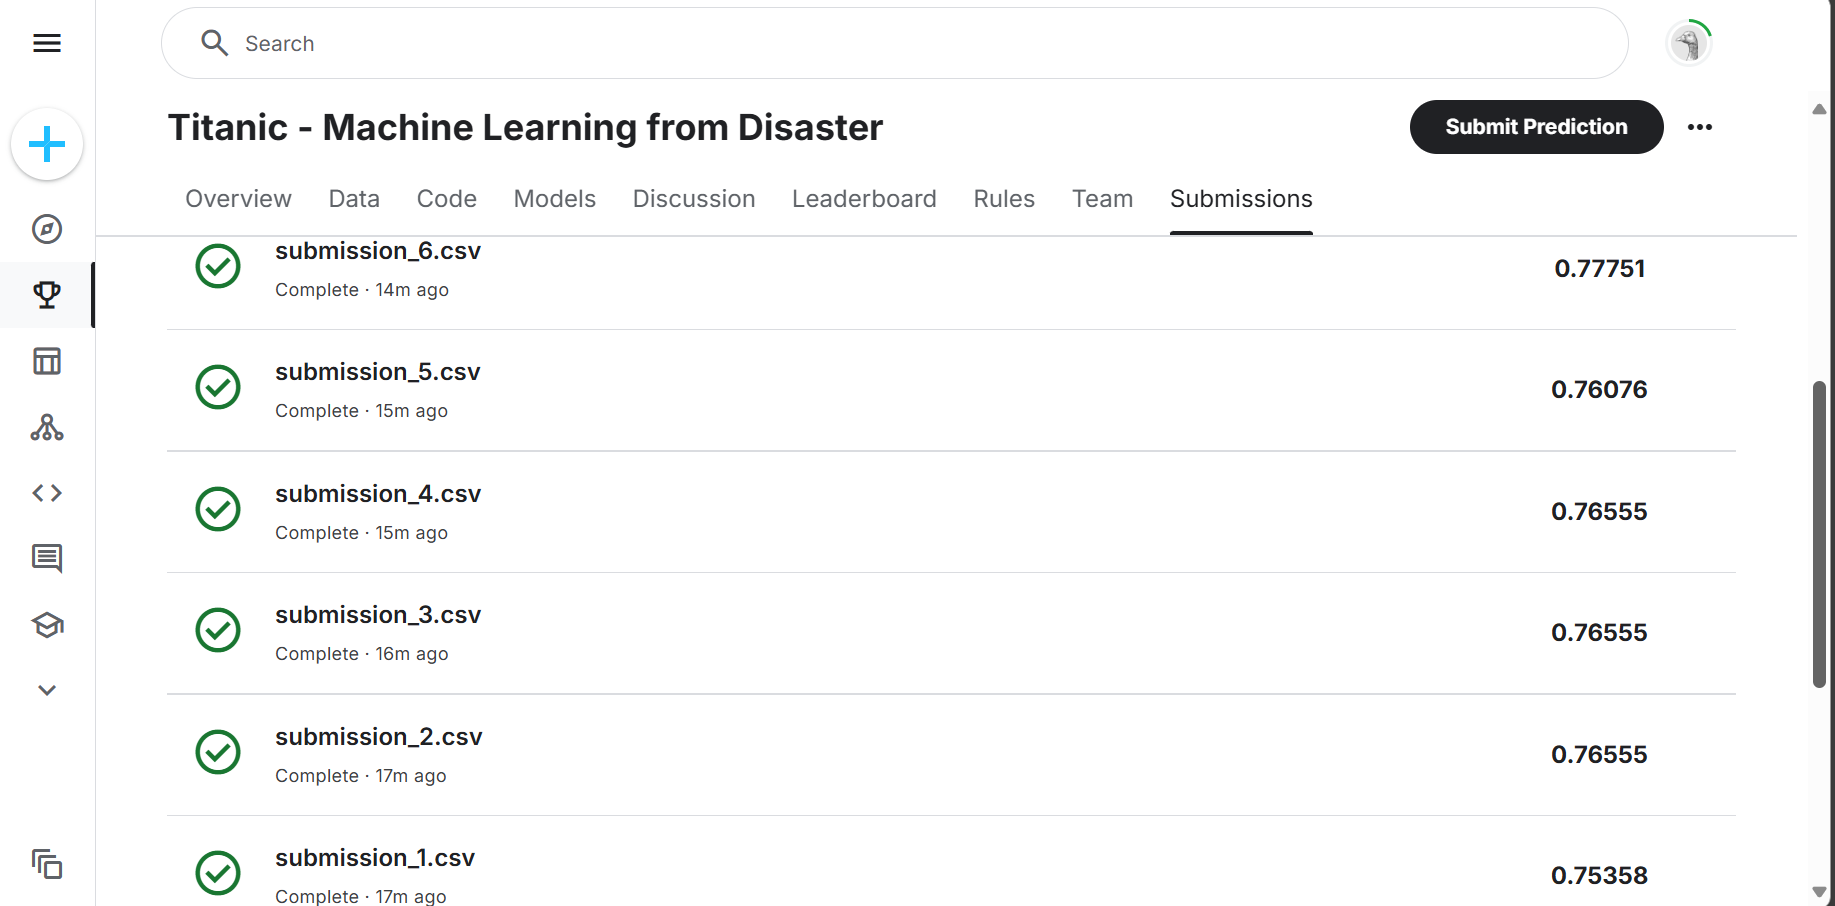 Search
Titanic - Machine Learning from Disaster
Submit Prediction
Overview Data Code Models Discussion Leaderboard Rules Team Submissions
submission_6.csv
0.77751
Complete · 14m ago
submission_5.csv
0.76076
Complete · 15m ago
submission_4.csv
0.76555
Complete · 15m ago
submission_3.csv
0.76555
Complete · 16m ago
submission_2.csv
0.76555
Complete · 17m ago
submission_1.csv
0.75358
Complete · 17m ago